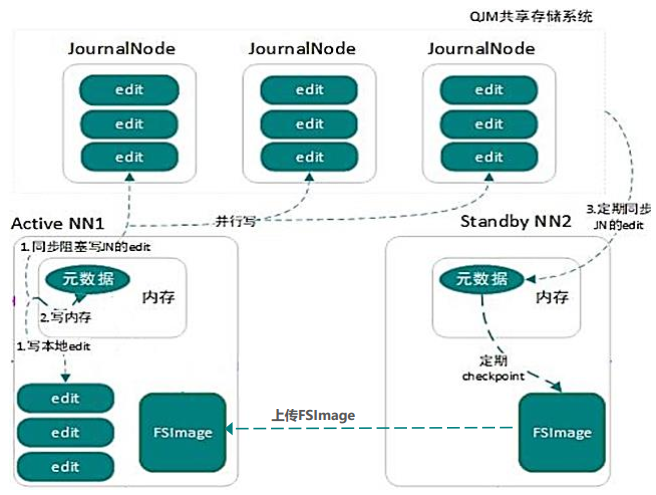 QJM共享存储系统
JournalNode
JournalNode
JournalNode
edit
edit
edit
edit
edit
edit
edit
edit
edit
Active NN1
并行写
Standby NN2
3.定期同步
JN的edit
1.同步阻塞写JN的edit
元数据
内存
2.写内存
1.写本地edit
元数据
内存
定期
checkpoint
edit
edit
edit
FSImage
上传FSImage
FSImage